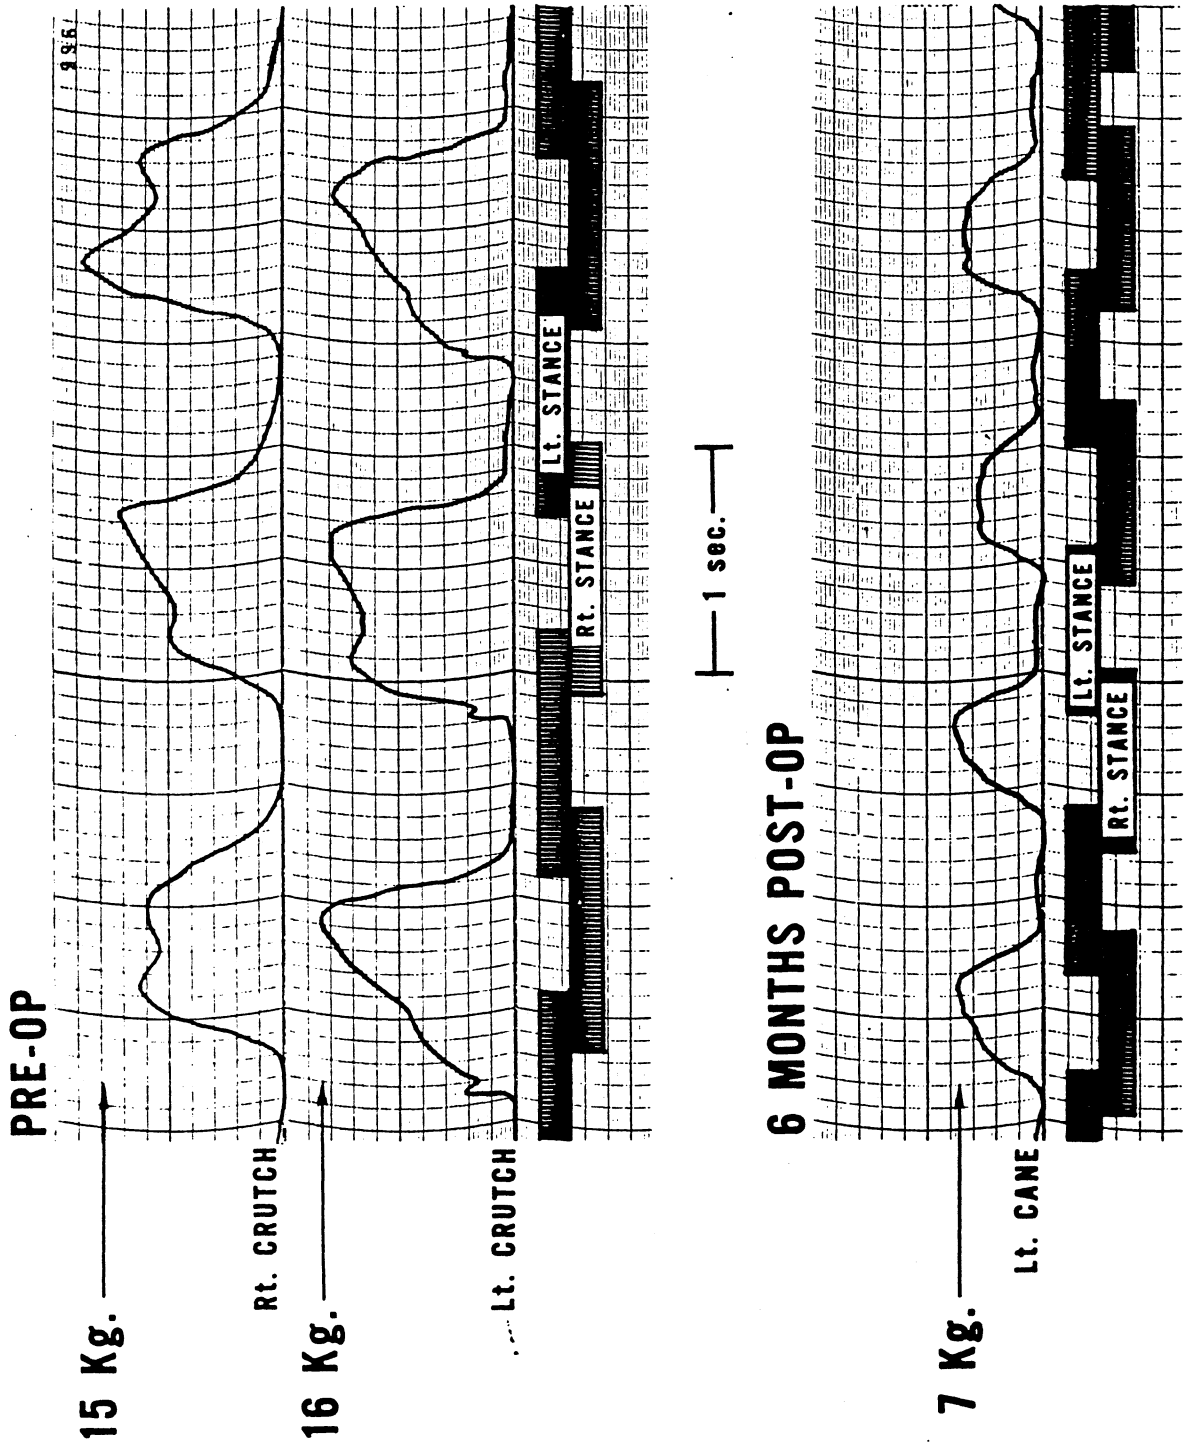 996
PRE-OP
15 Kg.
Rt. CRUTCH
16 Kg.
Lt. CRUTCH
Lt. STANCE
Rt. STANCE
1 sec.
6 MONTHS POST-OP
7 Kg.
Lt. CANE
Lt. STANCE
Rt. STANCE